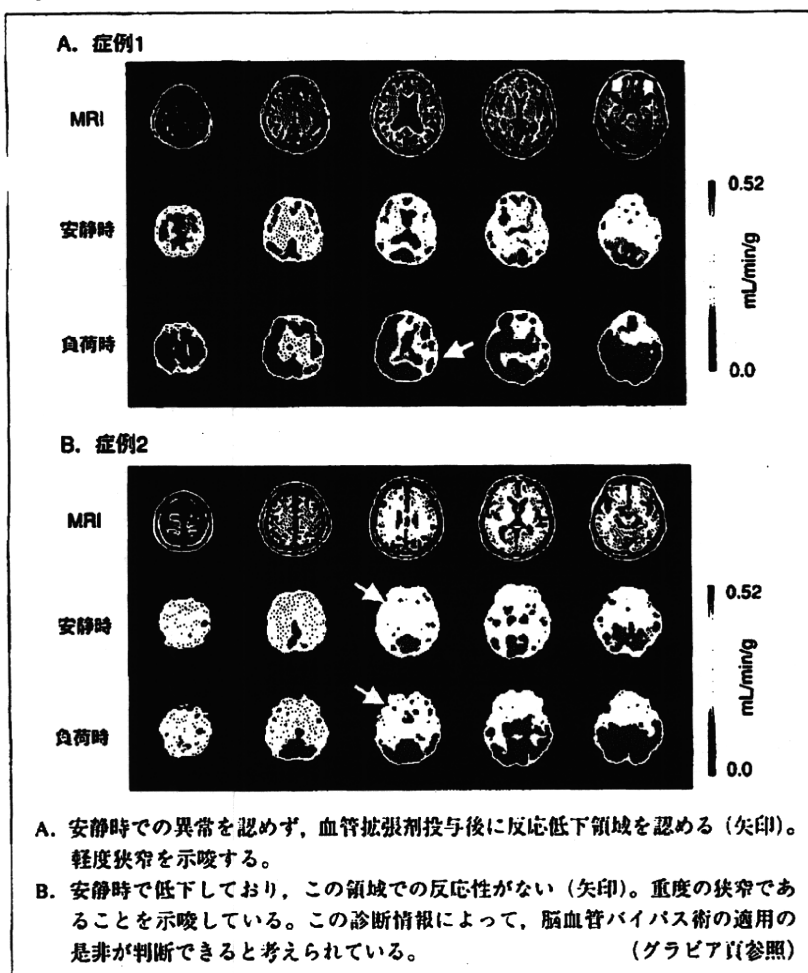 A. 症例1
MRI
安静時
負荷時
0.52
mL/min/g
0.0
B. 症例2
MRI
安静時
負荷時
0.52
mL/min/g
0.0
A. 安静時での異常を認めず，血管拡張剤投与後に反応低下領域を認める（矢印）。
軽度狭窄を示唆する。
B. 安静時で低下しており，この領域での反応性がない（矢印）。重度の狭窄であ
ることを示唆している。この診断情報によって，脳血管バイパス術の適用の
是非が判断できると考えられている。
（グラビア頁参照）